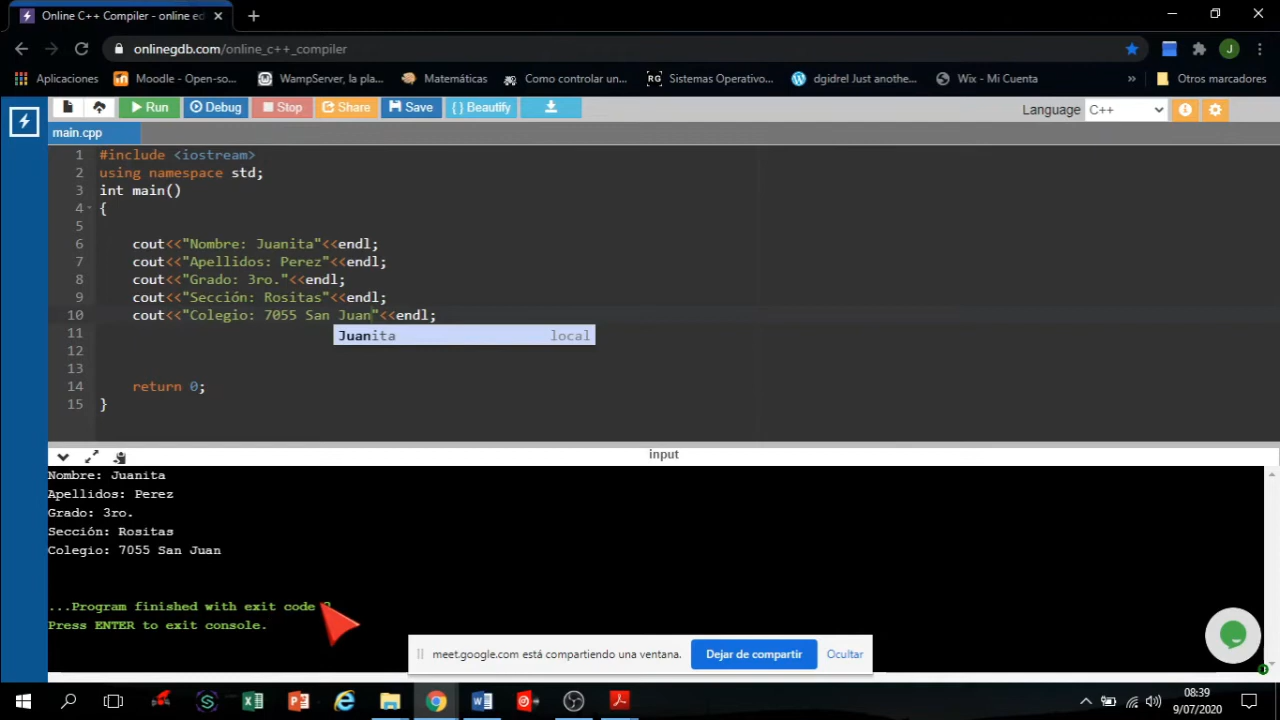 Online C++ Compiler - online ed
onlinegdb.com/online_c++_compiler
J
Aplicaciones
Moodle - Open-so...
WampServer, la pla...
Matemáticas
Como controlar un...
RG
Sistemas Operativo...
dgidrel Just anothe...
Wix - Mi Cuenta
»
Otros marcadores
Run
Debug
Stop
Share
Save
{ } Beautify
Language C++
main.cpp
1 #include <iostream>
2 using namespace std;
3 int main()
4 {
5
6 cout<<"Nombre: Juanita"<<endl;
7 cout<<"Apellidos: Perez"<<endl;
8 cout<<"Grado: 3ro."<<endl;
9 cout<<"Sección: Rositas"<<endl;
10 cout<<"Colegio: 7055 San Juan"<<endl;
Juanita local
11
12
13
14 return 0;
15 }
input
Nombre: Juanita
Apellidos: Perez
Grado: 3ro.
Sección: Rositas
Colegio: 7055 San Juan
...Program finished with exit code
Press ENTER to exit console.
meet.google.com está compartiendo una ventana.
Dejar de compartir
Ocultar
08:39
9/07/2020